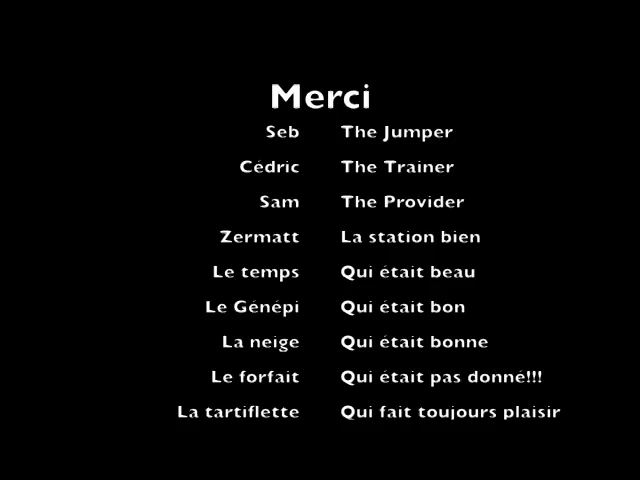 Merci
Seb The Jumper
Cédric The Trainer
Sam The Provider
Zermatt La station bien
Le temps Qui était beau
Le Génépi Qui était bon
La neige Qui était bonne
Le forfait Qui était pas donné!!!
La tartiflette Qui fait toujours plaisir